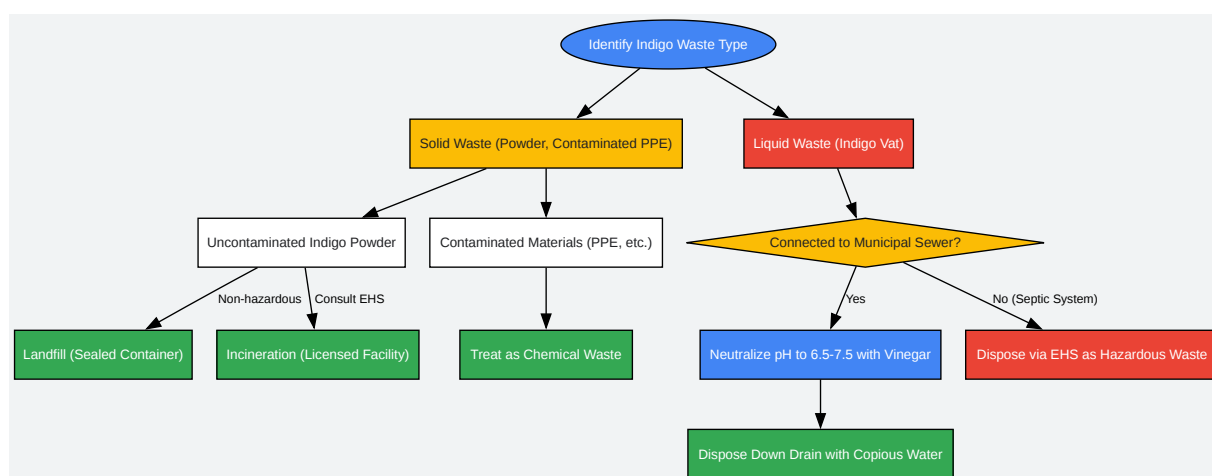 Identify Indigo Waste Type
Solid Waste (Powder, Contaminated PPE)
Liquid Waste (Indigo Vat)
Uncontaminated Indigo Powder
Contaminated Materials (PPE, etc.)
Connected to Municipal Sewer?
Non-hazardous
Consult EHS
Yes
No (Septic System)
Landfill (Sealed Container)
Incineration (Licensed Facility)
Treat as Chemical Waste
Neutralize pH to 6.5-7.5 with Vinegar
Dispose via EHS as Hazardous Waste
Dispose Down Drain with Copious Water